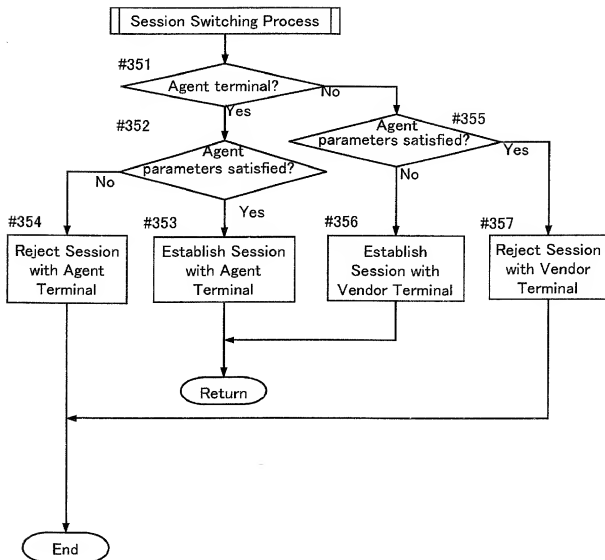 Session Switching Process
#351
Agent terminal?
No
Yes
#352
#355
Agent
parameters satisfied?
Yes
No
Agent
parameters satisfied?
No
Yes
#354
#353
#356
#357
Reject Session
with Agent
Terminal
Establish Session
with Agent
Terminal
Establish
Session with
Vendor Terminal
Reject Session
with Vendor
Terminal
Return
End